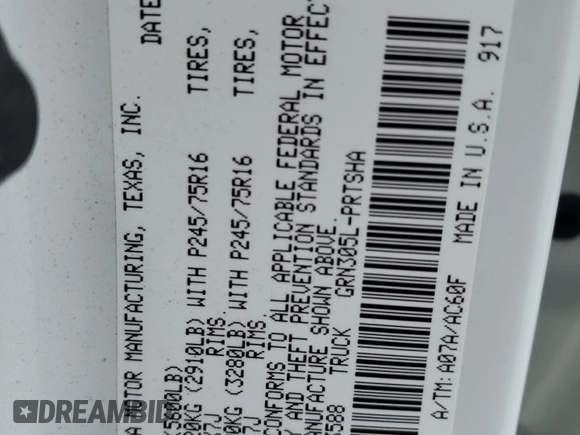 DATE
A MOTOR MANUFACTURING, TEXAS, INC.
(5800LB)
0KG (2910LB) WITH P245/75R16 TIRES,
7J RIMS.
0KG (3280LB) WITH P245/75R16 TIRES,
7J RIMS.
CONFORMS TO ALL APPLICABLE FEDERAL MOTOR
Y AND THEFT PREVENTION STANDARDS IN EFFECT
ANUFACTURE SHOWN ABOVE.
588 TRUCK GRN305L-PRTSHA
A/TM: A07A/AC60F MADE IN U.S.A. 917
DREAMBID